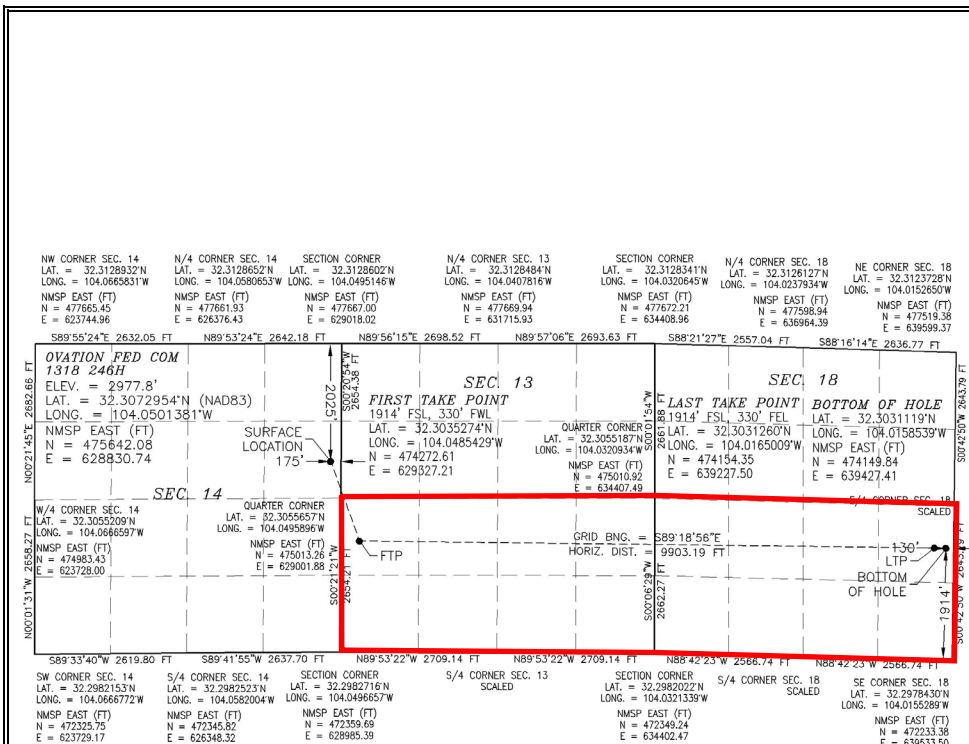 NW CORNER SEC. 14
LAT. = 32.3128932'N
LONG. = 104.0665831'W
NMSP EAST (FT)
N = 477665.45
E = 623744.96
N/4 CORNER SEC. 14
LAT. = 32.3128652'N
LONG. = 104.0580653'W
NMSP EAST (FT)
N = 477661.93
E = 626376.43
SECTION CORNER
LAT. = 32.3128602'N
LONG. = 104.0495146'W
NMSP EAST (FT)
N = 477667.00
E = 629018.02
N/4 CORNER SEC. 13
LAT. = 32.3128484'N
LONG. = 104.0407816'W
NMSP EAST (FT)
N = 477669.94
E = 631715.93
SECTION CORNER
LAT. = 32.3128341'N
LONG. = 104.0320645'W
NMSP EAST (FT)
N = 477672.21
E = 634408.96
N/4 CORNER SEC. 18
LAT. = 32.3126127'N
LONG. = 104.0237934'W
NMSP EAST (FT)
N = 477598.94
E = 636964.39
NE CORNER SEC. 18
LAT. = 32.3123728'N
LONG. = 104.0152650'W
NMSP EAST (FT)
N = 477519.38
E = 639599.37
S89'55'24"E 2632.05 FT
N89'53'24"E 2642.18 FT
N89'56'15"E 2698.52 FT
N89'57'06"E 2693.63 FT
S88'21'27"E 2557.04 FT
S88'16'14"E 2636.77 FT
N00'21'45"E 2682.66 FT
OVATION FED COM
1318 246H
ELEV. = 2977.8'
LAT. = 32.3072954'N (NAD83)
LONG. = 104.0501381'W
N = 475642.08
E = 628830.74
SURFACE
LOCATION
175'
2025'
S00'20'54"W
2654.38 FT
SEC. 13
FIRST TAKE POINT
1914' FSL, 330' FWL
LAT. = 32.3035274'N
LONG. = 104.0485429'W
N = 474272.61
E = 629327.21
QUARTER CORNER
LAT. = 32.3055187'N
LONG. = 104.0320934'W
NMSP EAST (FT)
N = 475010.92
E = 634407.49
S00'01'54"W
2661.88 FT
SEC. 18
LAST TAKE POINT
1914' FSL, 330' FEL
LAT. = 32.3031260'N
LONG. = 104.0165009'W
N = 474154.35
E = 639227.50
BOTTOM OF HOLE
LAT. = 32.3031119'N
LONG. = 104.0158539'W
N = 474149.84
E = 639427.41
S00'42'50"W 2643.79 FT
SEC. 14
W/4 CORNER SEC. 14
LAT. = 32.3055209'N
LONG. = 104.0666597'W
NMSP EAST (FT)
N = 474983.43
E = 623728.00
QUARTER CORNER
LAT. = 32.3055657'N
LONG. = 104.0495896'W
NMSP EAST (FT)
N = 475013.26
E = 629001.88
E/4 CORNER SEC. 18
SCALED
N00'01'31"W 2658.27 FT
FTP
S00'21'21"W
2654.21 FT
GRID BNG. = S89'18'56"E
HORIZ. DIST. = 9903.19 FT
S00'06'29"W
2662.27 FT
130'
LTP
BOTTOM
OF HOLE
1914'
S00'42'50"W 2643.79 FT
S89'33'40"W 2619.80 FT
S89'41'55"W 2637.70 FT
N89'53'22"W 2709.14 FT
N89'53'22"W 2709.14 FT
N88'42'23"W 2566.74 FT
N88'42'23"W 2566.74 FT
SW CORNER SEC. 14
LAT. = 32.2982153'N
LONG. = 104.0666772'W
NMSP EAST (FT)
N = 472325.75
E = 623729.17
S/4 CORNER SEC. 14
LAT. = 32.2982523'N
LONG. = 104.0582004'W
NMSP EAST (FT)
N = 472345.82
E = 626348.32
SECTION CORNER
LAT. = 32.2982716'N
LONG. = 104.0496657'W
NMSP EAST (FT)
N = 472359.69
E = 628985.39
S/4 CORNER SEC. 13
SCALED
SECTION CORNER
LAT. = 32.2982022'N
LONG. = 104.0321339'W
NMSP EAST (FT)
N = 472349.24
E = 634402.47
S/4 CORNER SEC. 18
SCALED
SE CORNER SEC. 18
LAT. = 32.2978430'N
LONG. = 104.0155289'W
NMSP EAST (FT)
N = 472233.38
E = 639533.50